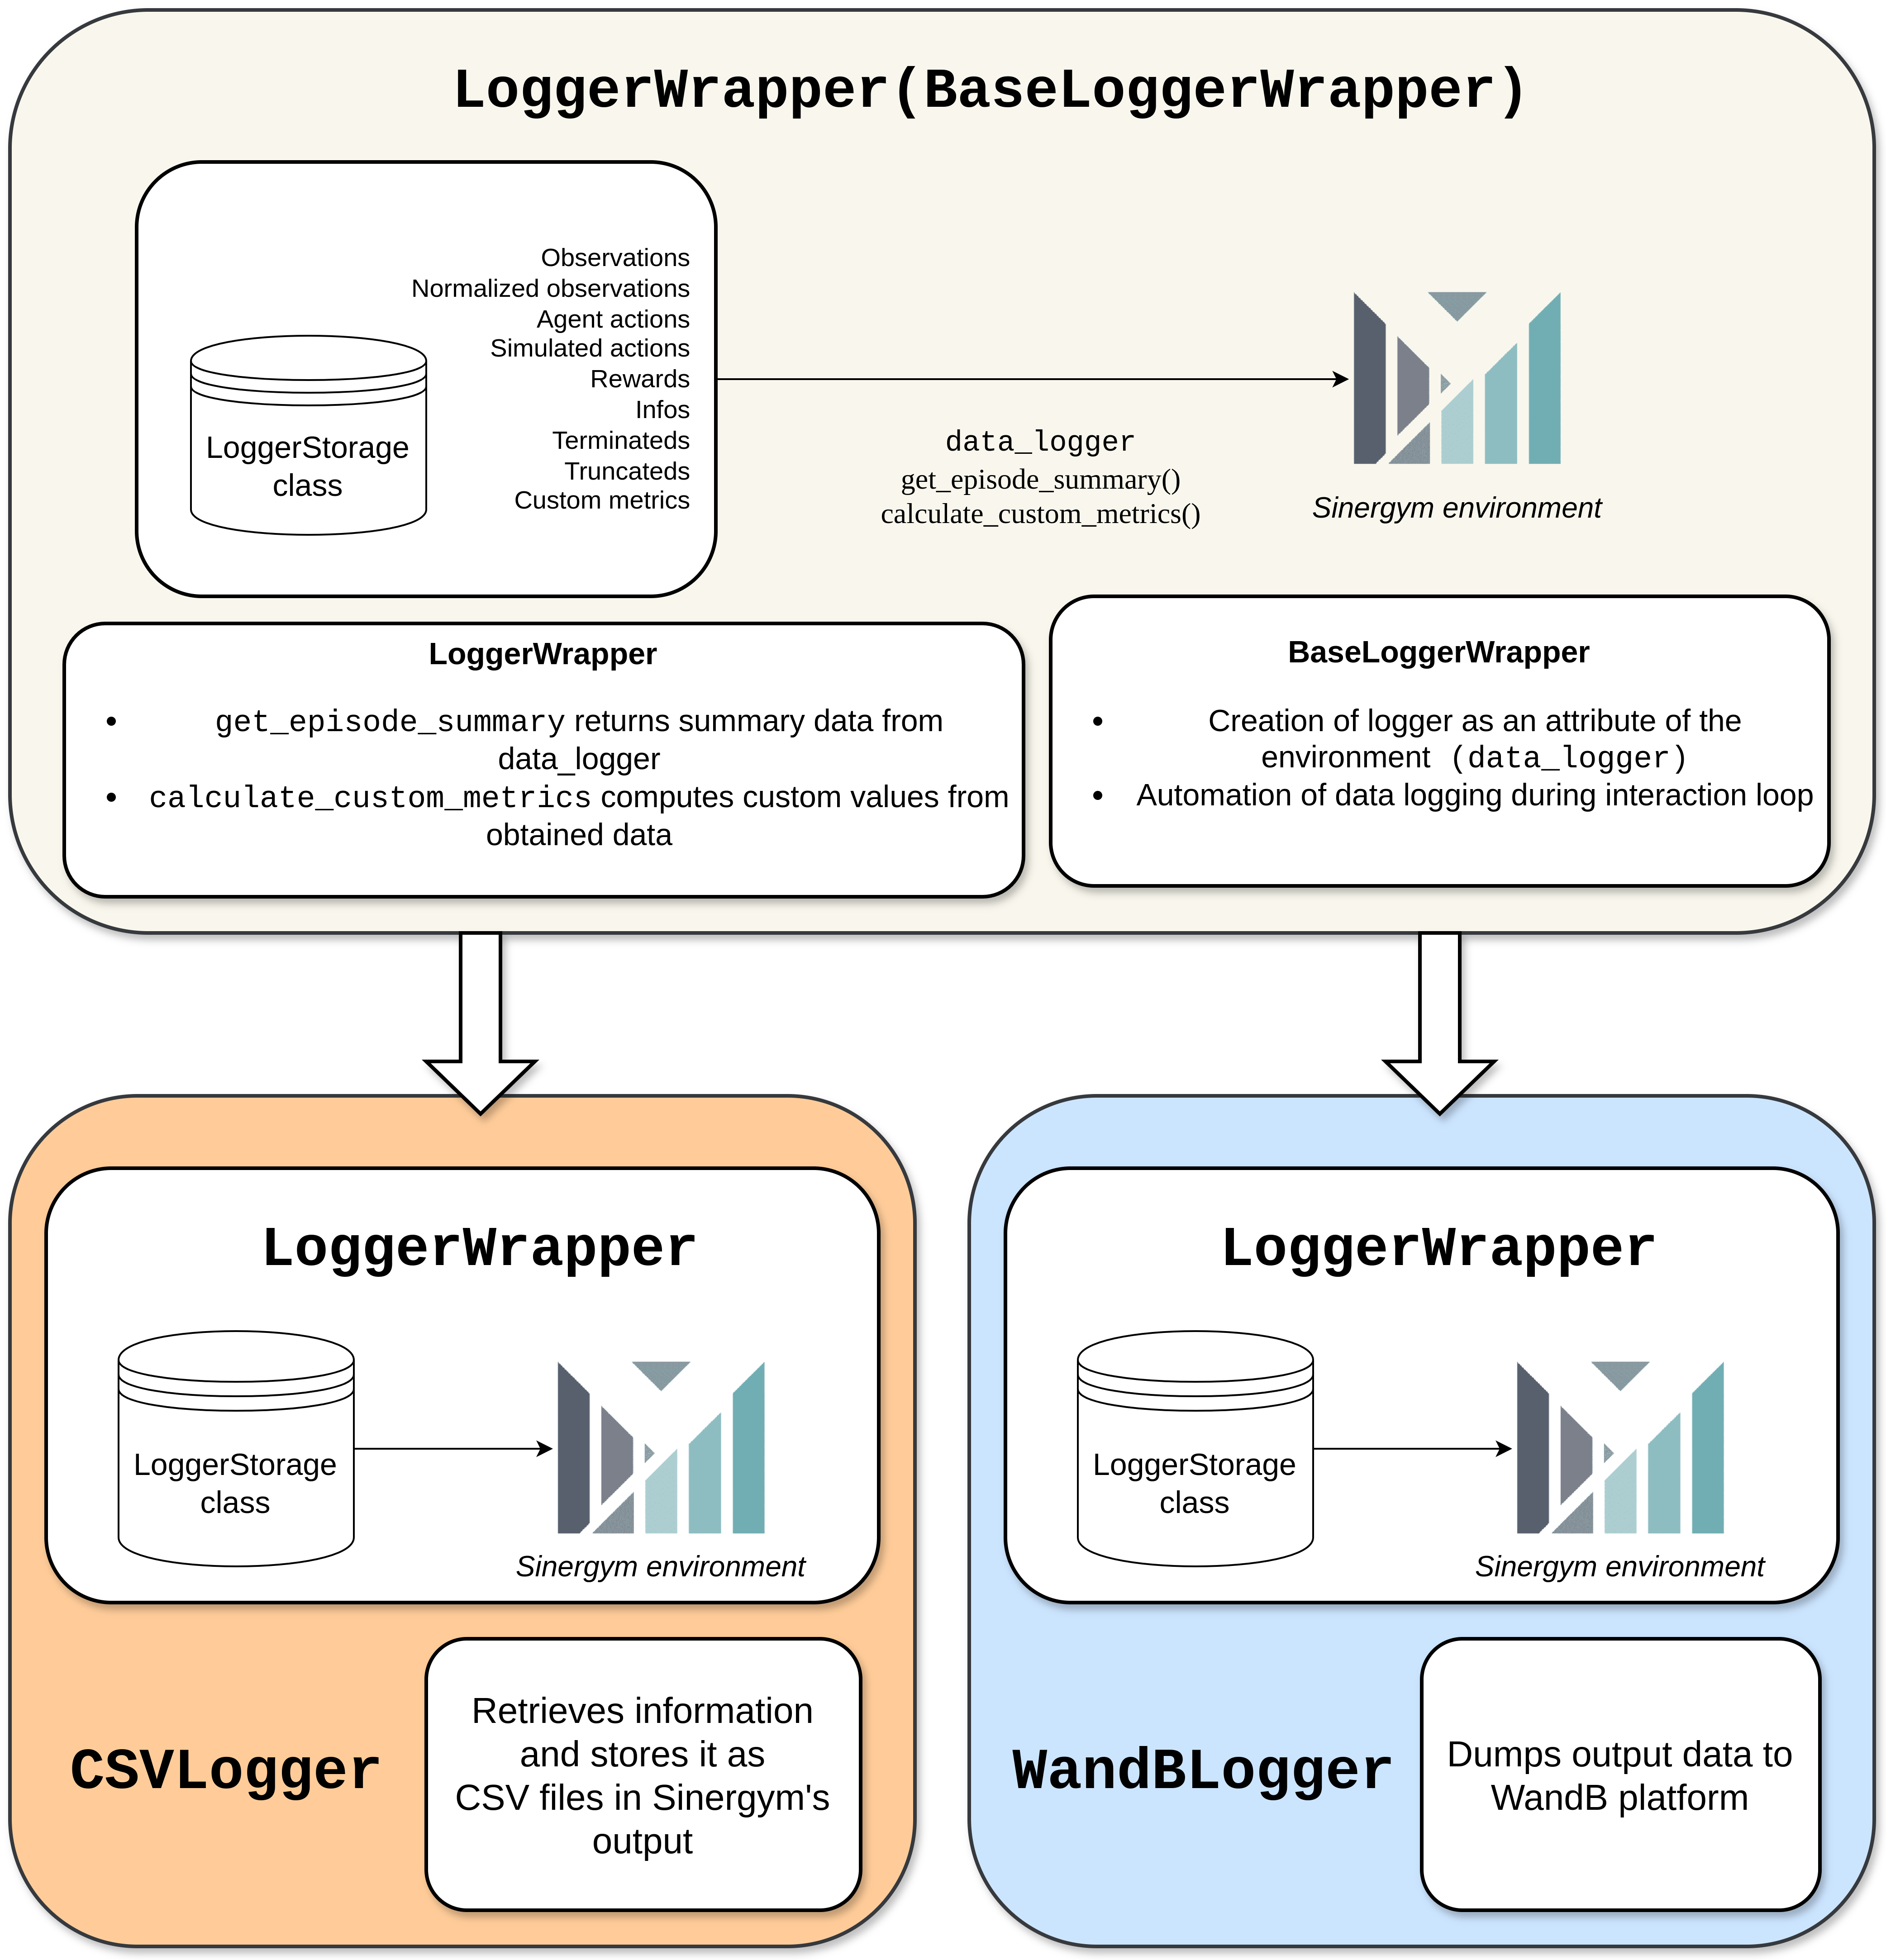 LoggerWrapper(BaseLoggerWrapper)
Observations
Normalized observations
Agent actions
Simulated actions
Rewards
Infos
Terminateds
Truncateds
Custom metrics
LoggerStorage
class
data_logger
get_episode_summary()
calculate_custom_metrics()
Sinergym environment
LoggerWrapper
• get_episode_summary returns summary data from
data_logger
• calculate_custom_metrics computes custom values from
obtained data
BaseLoggerWrapper
• Creation of logger as an attribute of the
environment (data_logger)
• Automation of data logging during interaction loop
LoggerWrapper
LoggerStorage
class
Sinergym environment
CSVLogger
Retrieves information
and stores it as
CSV files in Sinergym's
output
LoggerWrapper
LoggerStorage
class
Sinergym environment
WandBLogger
Dumps output data to
WandB platform